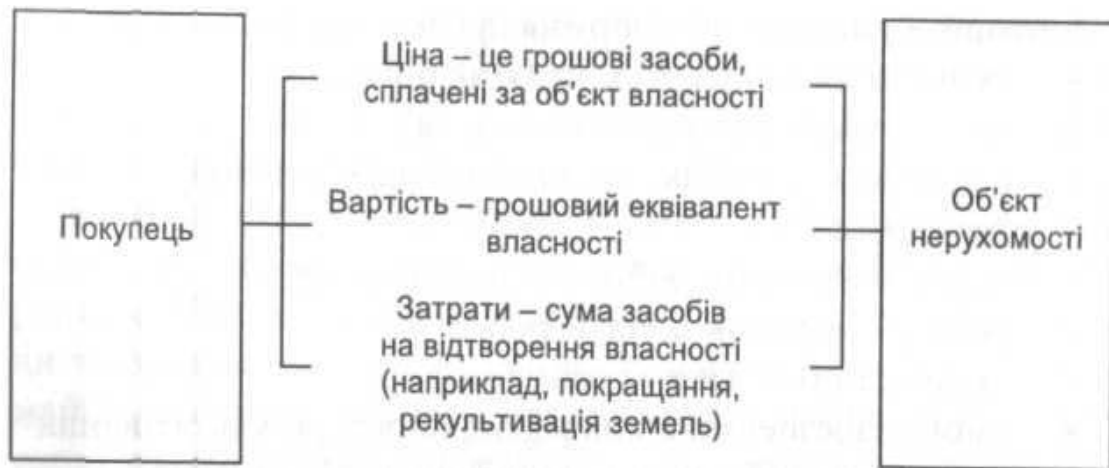 Покупець
Ціна – це грошові засоби,
сплачені за об'єкт власності
Вартість – грошовий еквівалент
власності
Затрати – сума засобів
на відтворення власності
(наприклад, покращання,
рекультивація земель)
Об'єкт
нерухомості